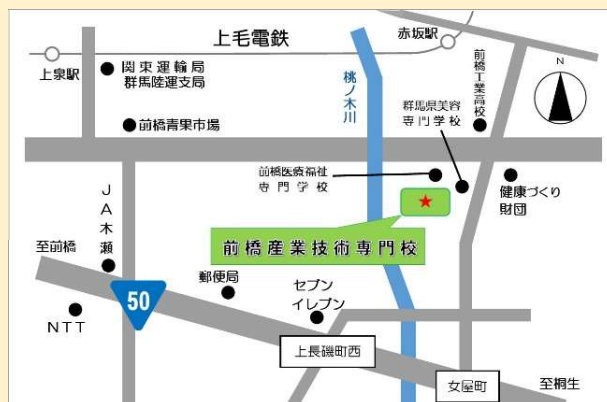 上毛電鉄
赤坂駅
上泉駅
関東運輸局
群馬陸運支局
桃ノ木川
前橋工業高校
N
群馬県美容
専門学校
前橋青果市場
前橋医療福祉
専門学校
健康づくり
財団
JA木瀬
前橋産業技術専門校
至前橋
郵便局
セブン
イレブン
50
NTT
上長磯町西
女屋町
至桐生